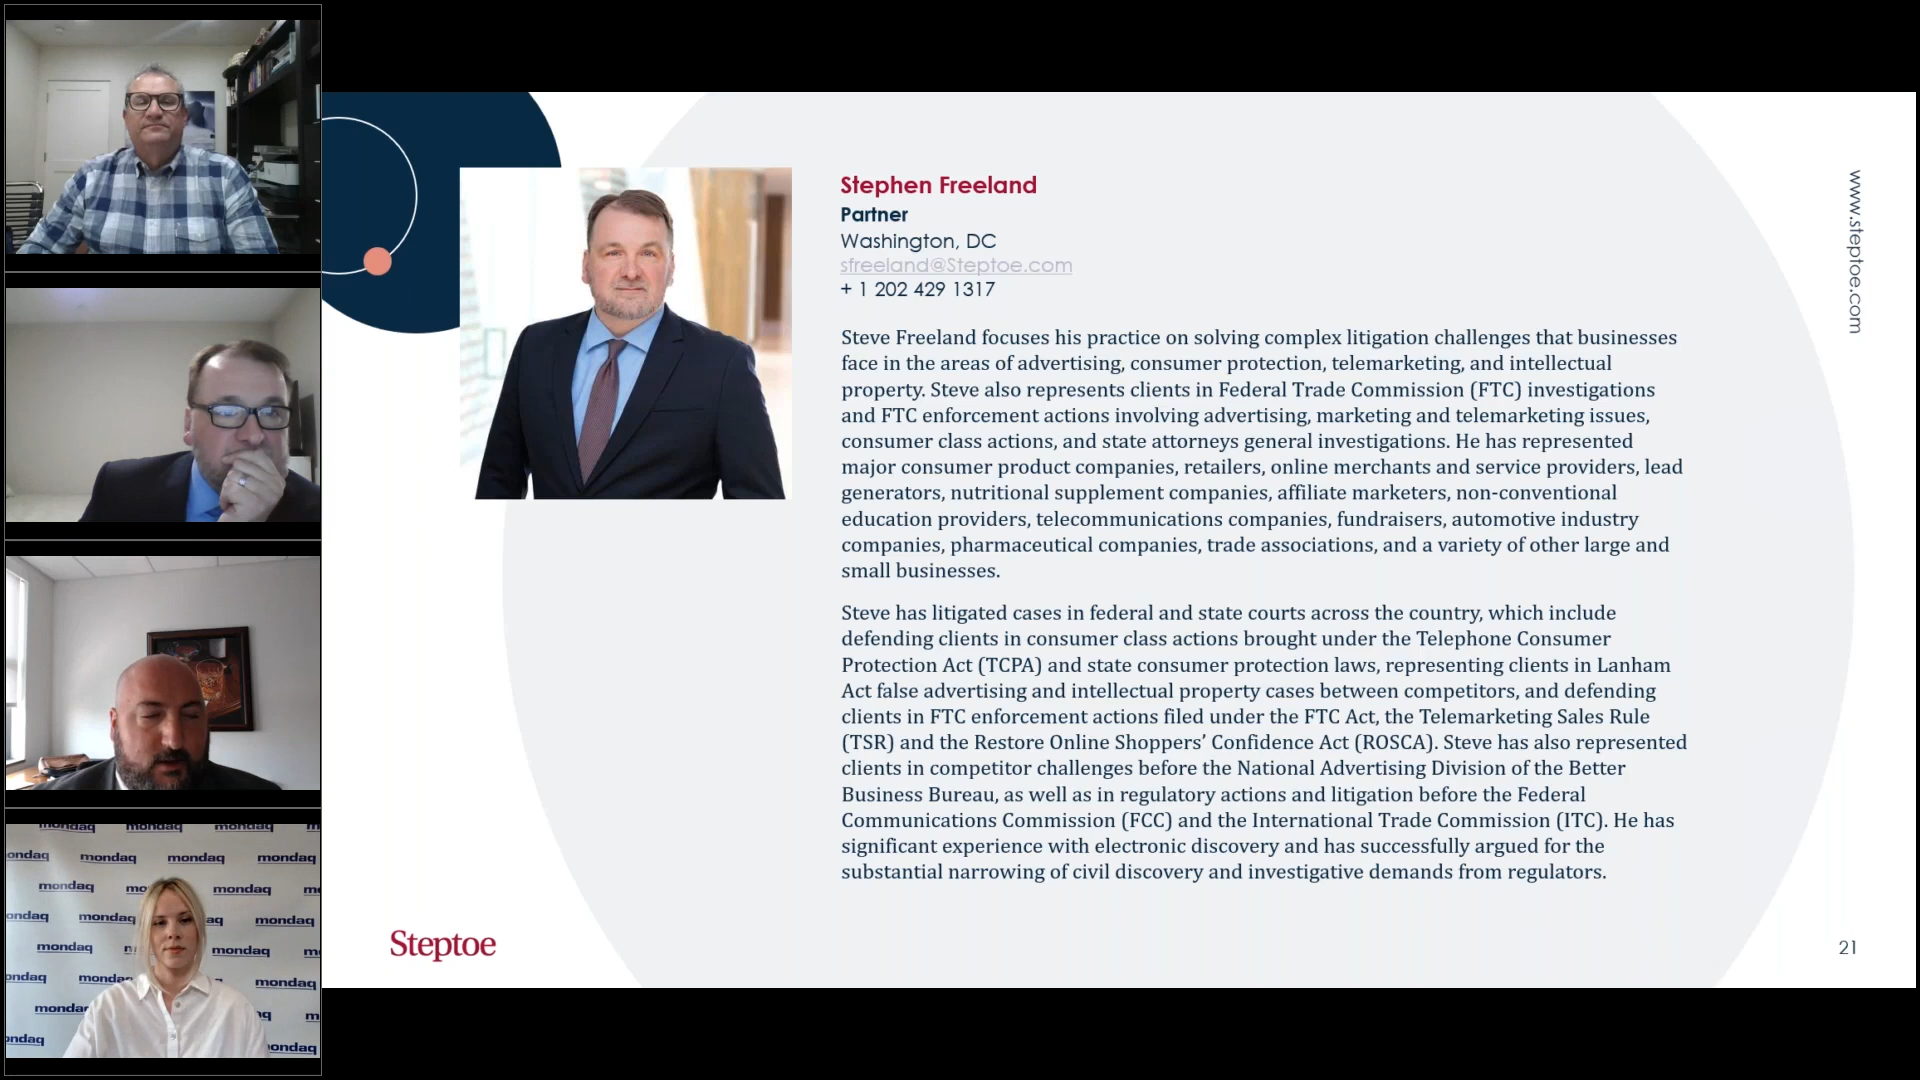 Stephen Freeland
Partner
Washington, DC
sfreeland@Steptoe.com
+ 1 202 429 1317
Steve Freeland focuses his practice on solving complex litigation challenges that businesses
face in the areas of advertising, consumer protection, telemarketing, and intellectual
property. Steve also represents clients in Federal Trade Commission (FTC) investigations
and FTC enforcement actions involving advertising, marketing and telemarketing issues,
consumer class actions, and state attorneys general investigations. He has represented
major consumer product companies, retailers, online merchants and service providers, lead
generators, nutritional supplement companies, affiliate marketers, non-conventional
education providers, telecommunications companies, fundraisers, automotive industry
companies, pharmaceutical companies, trade associations, and a variety of other large and
small businesses.
Steve has litigated cases in federal and state courts across the country, which include
defending clients in consumer class actions brought under the Telephone Consumer
Protection Act (TCPA) and state consumer protection laws, representing clients in Lanham
Act false advertising and intellectual property cases between competitors, and defending
clients in FTC enforcement actions filed under the FTC Act, the Telemarketing Sales Rule
(TSR) and the Restore Online Shoppers’ Confidence Act (ROSCA). Steve has also represented
clients in competitor challenges before the National Advertising Division of the Better
Business Bureau, as well as in regulatory actions and litigation before the Federal
Communications Commission (FCC) and the International Trade Commission (ITC). He has
significant experience with electronic discovery and has successfully argued for the
substantial narrowing of civil discovery and investigative demands from regulators.
www.steptoe.com
Steptoe
21
mondaq mondaq mondaq
ondaq mondaq mondaq mondaq
mondaq mo mondaq
ondaq mondaq aq mondaq
mondaq mondaq
ondaq mondaq mondaq
mondaq
ondaq ondaq